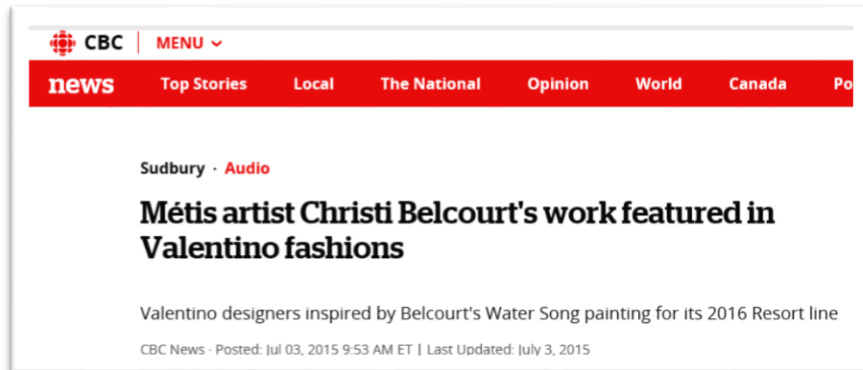 CBC MENU
news Top Stories Local The National Opinion World Canada Po
Sudbury · Audio
Métis artist Christi Belcourt's work featured in
Valentino fashions
Valentino designers inspired by Belcourt's Water Song painting for its 2016 Resort line
CBC News · Posted: Jul 03, 2015 9:53 AM ET | Last Updated: July 3, 2015